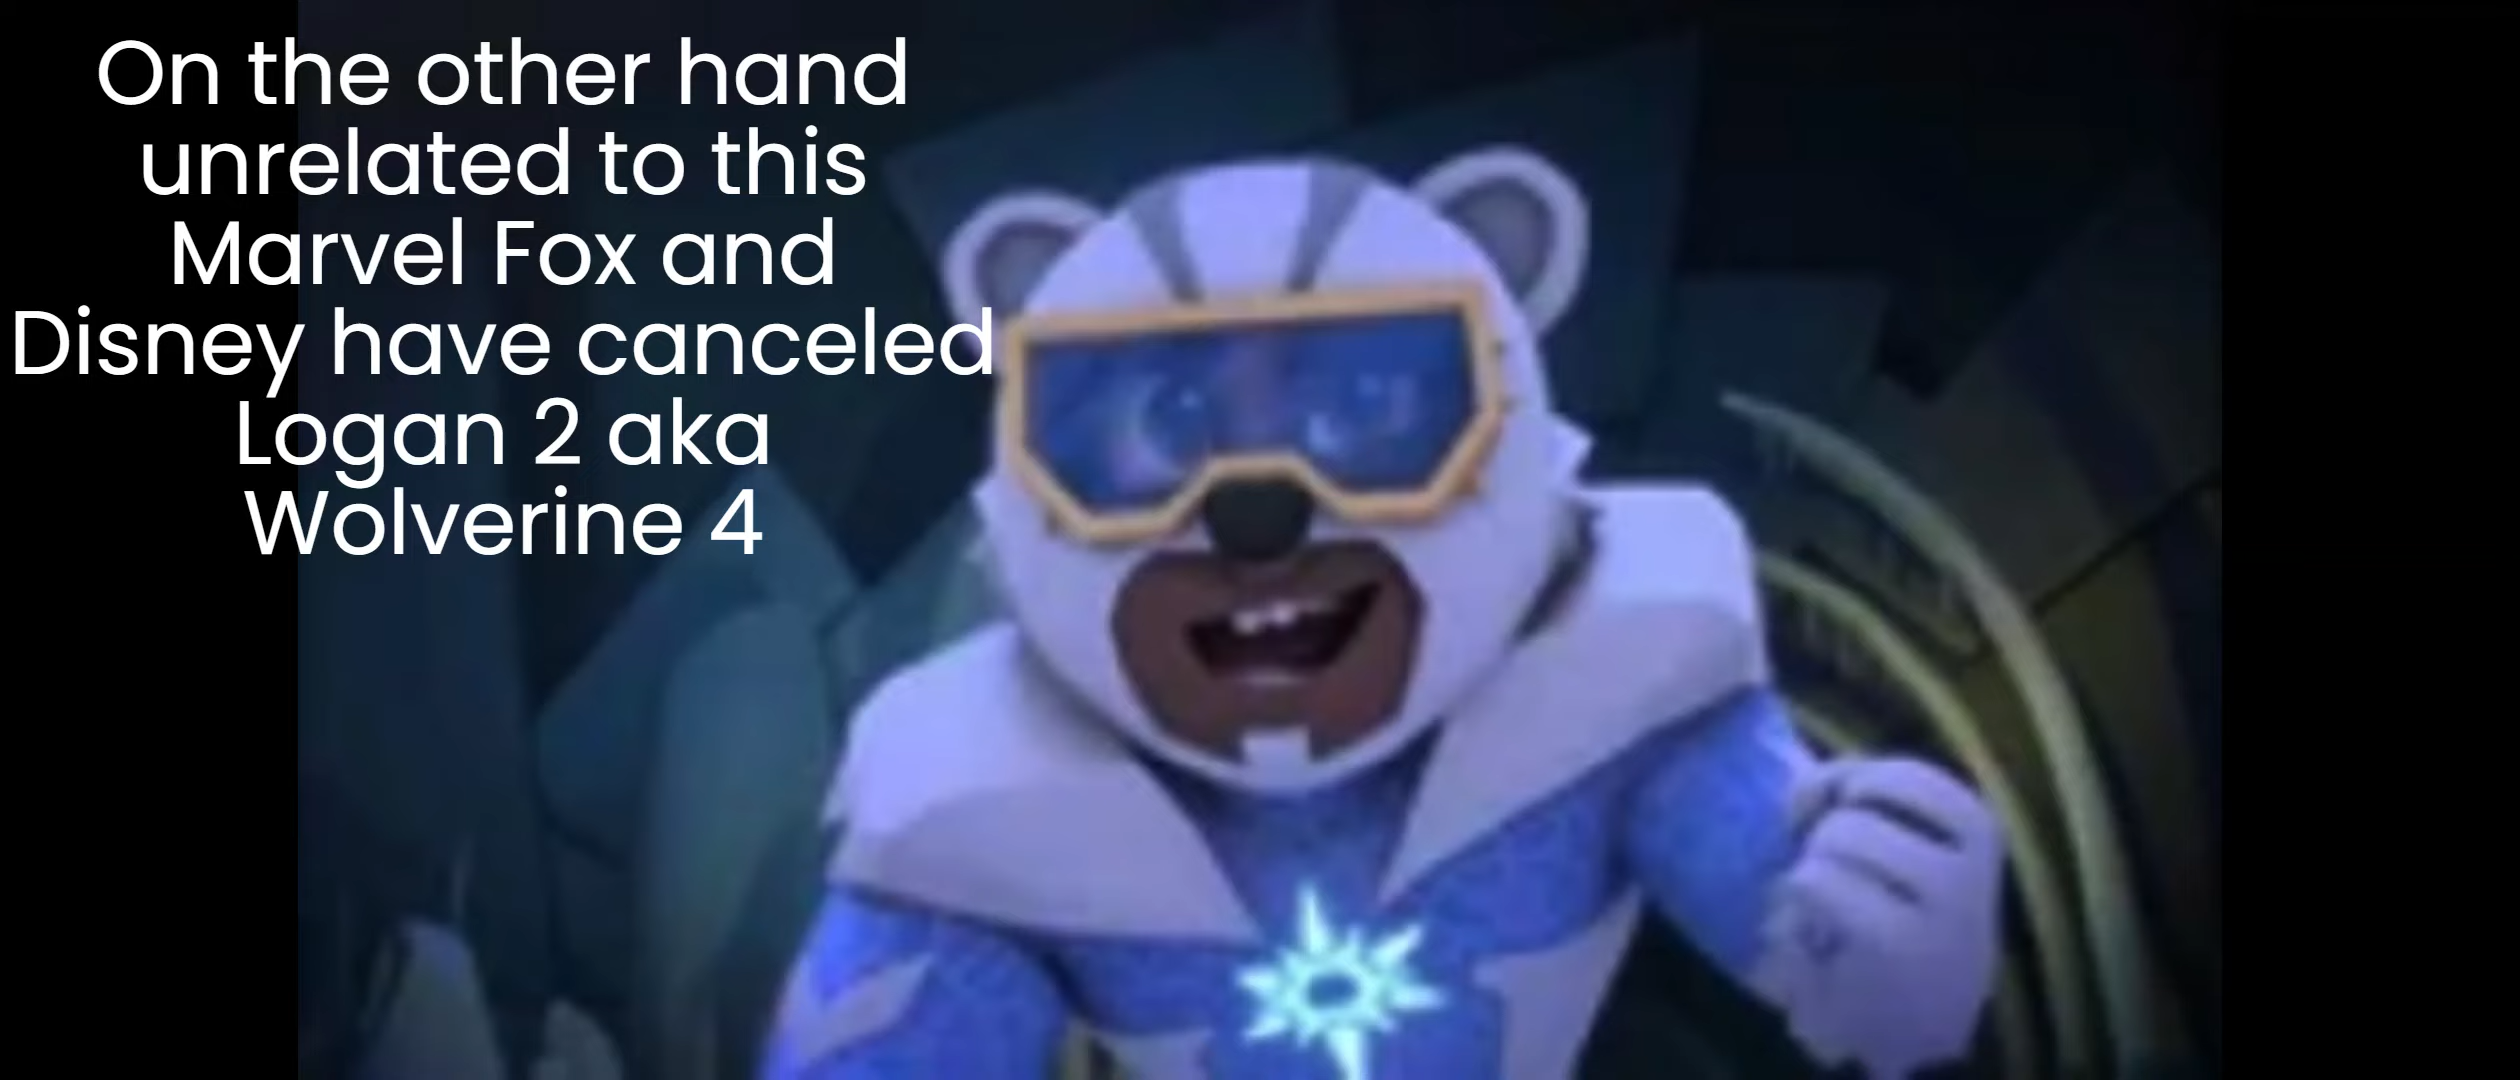 On the other hand
unrelated to this
Marvel Fox and
Disney have canceled
Logan 2 aka
Wolverine 4